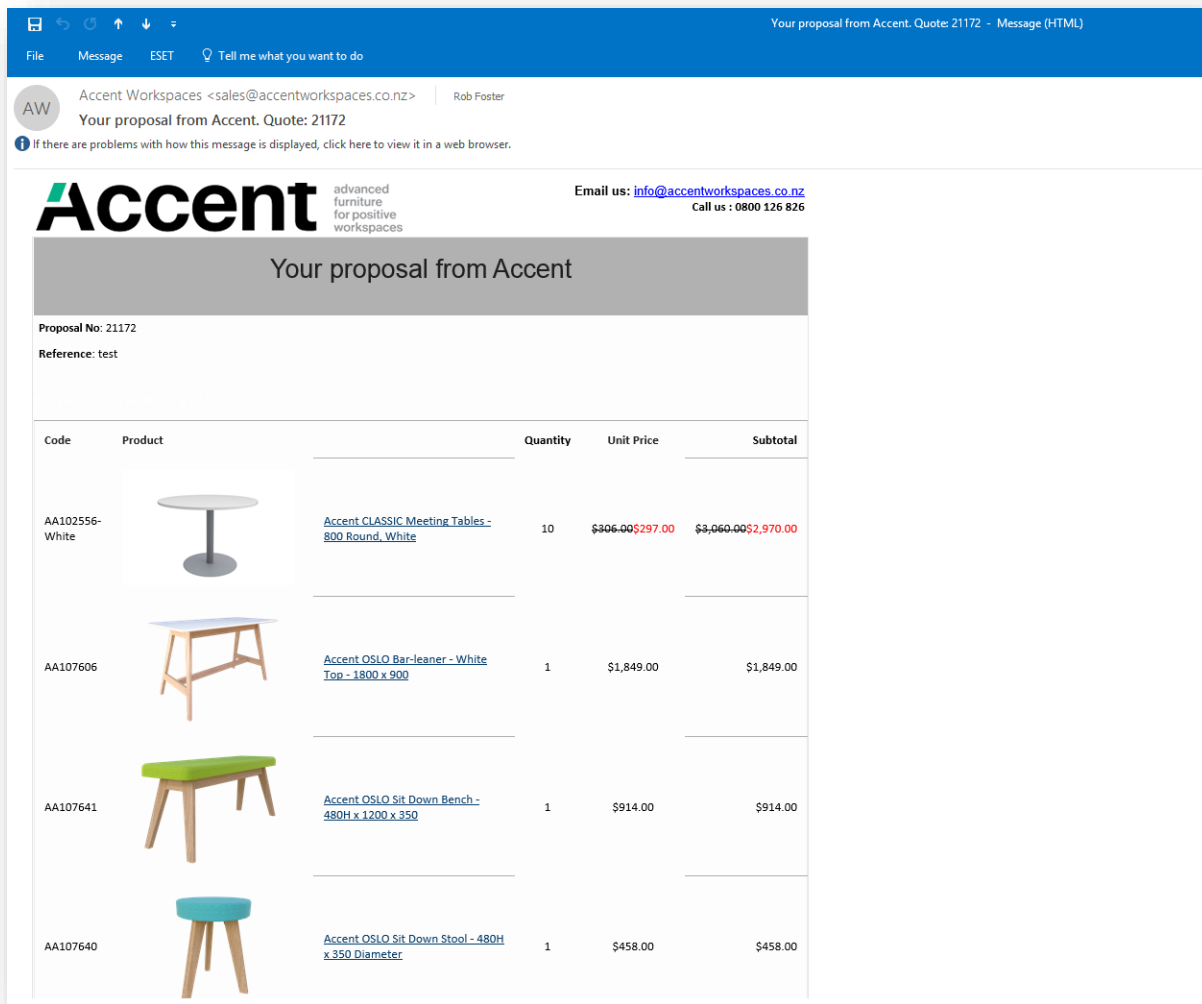 Your proposal from Accent. Quote: 21172 - Message (HTML)
File Message ESET Tell me what you want to do
AW
Accent Workspaces <sales@accentworkspaces.co.nz> Rob Foster
Your proposal from Accent. Quote: 21172
If there are problems with how this message is displayed, click here to view it in a web browser.
Accent
advanced
furniture
for positive
workspaces
Email us: info@accentworkspaces.co.nz
Call us : 0800 126 826
Your proposal from Accent
Proposal No: 21172
Reference: test
Code Product Quantity Unit Price Subtotal
AA102556-
White
Accent CLASSIC Meeting Tables -
800 Round, White
10 $306.00$297.00 $3,060.00$2,970.00
AA107606
Accent OSLO Bar-leaner - White
Top - 1800 x 900
1 $1,849.00 $1,849.00
AA107641
Accent OSLO Sit Down Bench -
480H x 1200 x 350
1 $914.00 $914.00
AA107640
Accent OSLO Sit Down Stool - 480H
x 350 Diameter
1 $458.00 $458.00